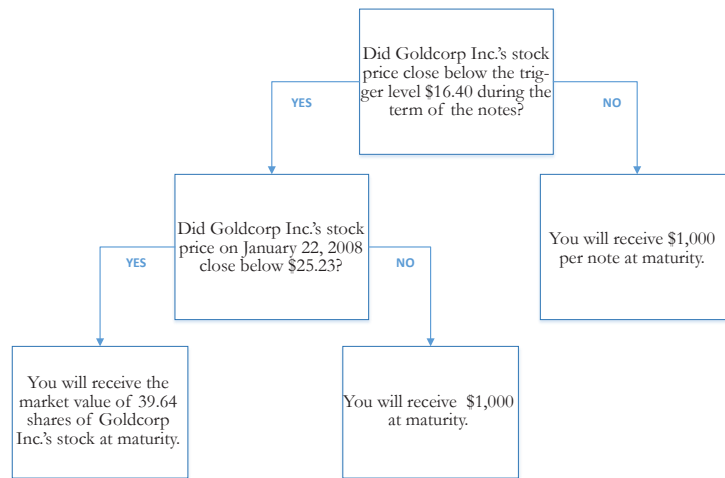 Did Goldcorp Inc.'s stock
price close below the trig-
ger level $16.40 during the
term of the notes?
YES
NO
Did Goldcorp Inc.'s stock
price on January 22, 2008
close below $25.23?
You will receive $1,000
per note at maturity.
YES
NO
You will receive the
market value of 39.64
shares of Goldcorp
Inc.'s stock at maturity.
You will receive $1,000
at maturity.